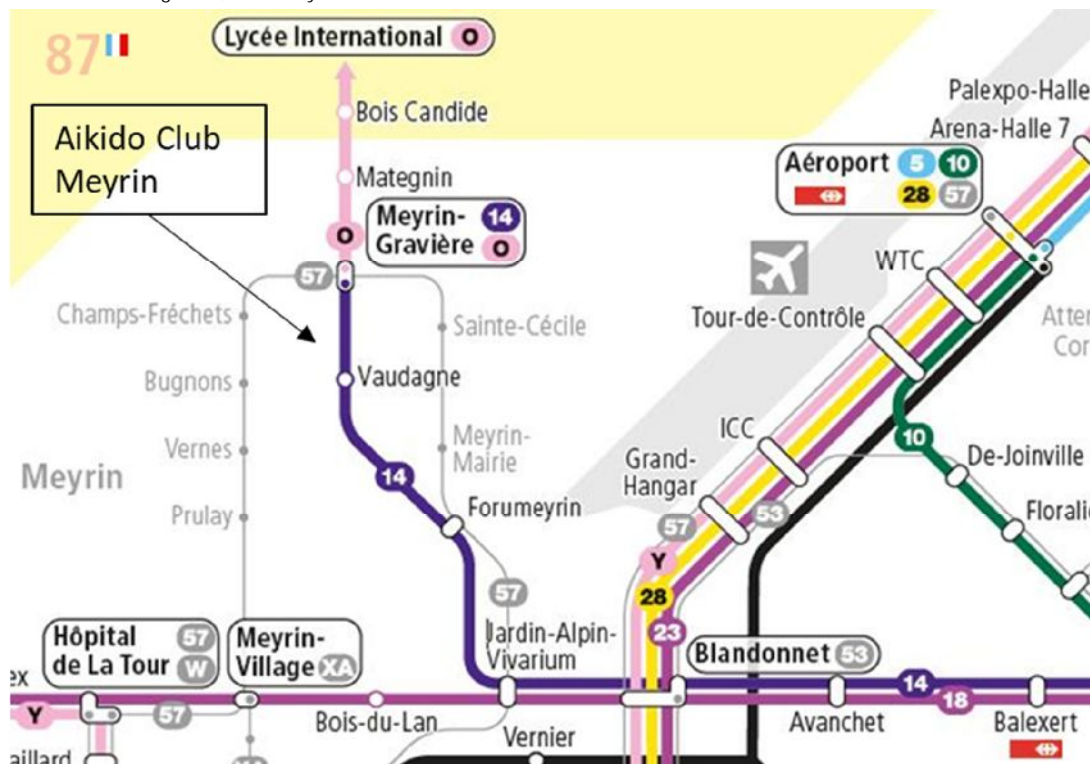 87
Lycée International O
Bois Candide
Aikido Club
Meyrin
Mategnin
Meyrin-
Gravière
14
O
O
57
Palexpo-Halle
Arena-Halle 7
Aéroport 5 10
28 57
WTC
Tour-de-Contrôle
Champs-Fréchets
Sainte-Cécile
Bugnons
Vaudagne
Vernes
Meyrin-
Mairie
Meyrin
14
Prulay
Forumeyrin
ICC
Grand-
Hangar
57
53
10
De-Joinville
Y
28
23
57
Hôpital
de La Tour
57
W
Meyrin-
Village XA
Jardin-Alpin-
Vivarium
Blandonnet 53
Y
57
Bois-du-Lan
14
18
Avanchet
Balexert
Vernier